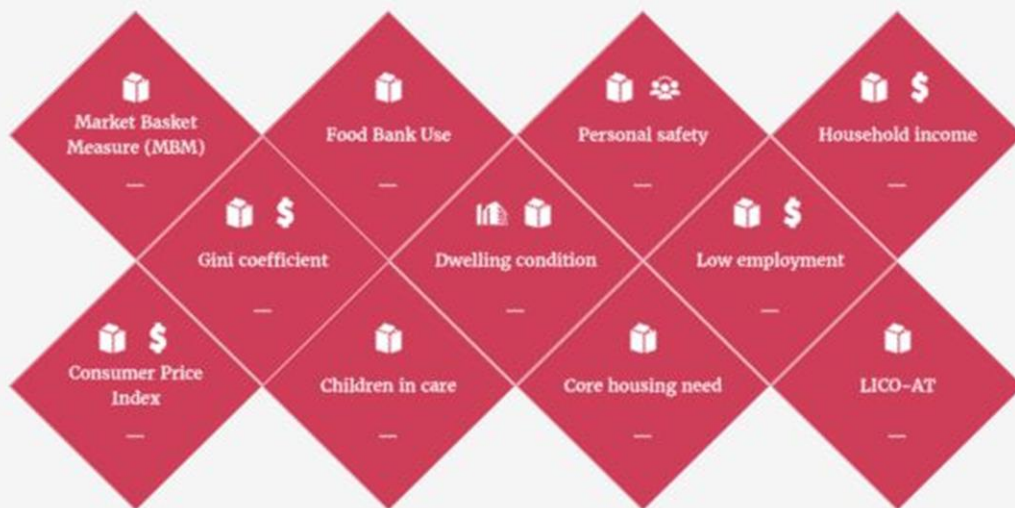 Market Basket
Measure (MBM)
Food Bank Use
Personal safety
Household income
Gini coefficient
Dwelling condition
Low employment
Consumer Price
Index
Children in care
Core housing need
LICO-AT